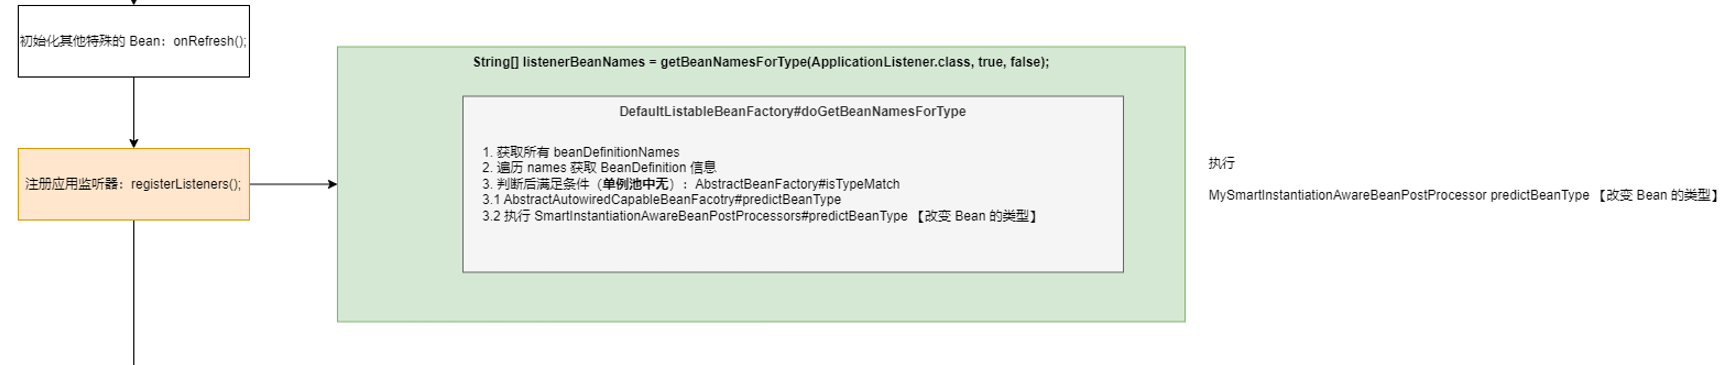 初始化其他特殊的 Bean：onRefresh();
String[] listenerBeanNames = getBeanNamesForType(ApplicationListener.class, true, false);
DefaultListableBeanFactory#doGetBeanNamesForType
1. 获取所有 beanDefinitionNames
2. 遍历 names 获取 BeanDefinition 信息
3. 判断后满足条件（单例池中无）：AbstractBeanFactory#isTypeMatch
3.1 AbstractAutowiredCapableBeanFacotry#predictBeanType
3.2 执行 SmartInstantiationAwareBeanPostProcessors#predictBeanType 【改变 Bean 的类型】
注册应用监听器：registerListeners();
执行
MySmartInstantiationAwareBeanPostProcessor predictBeanType 【改变 Bean 的类型】